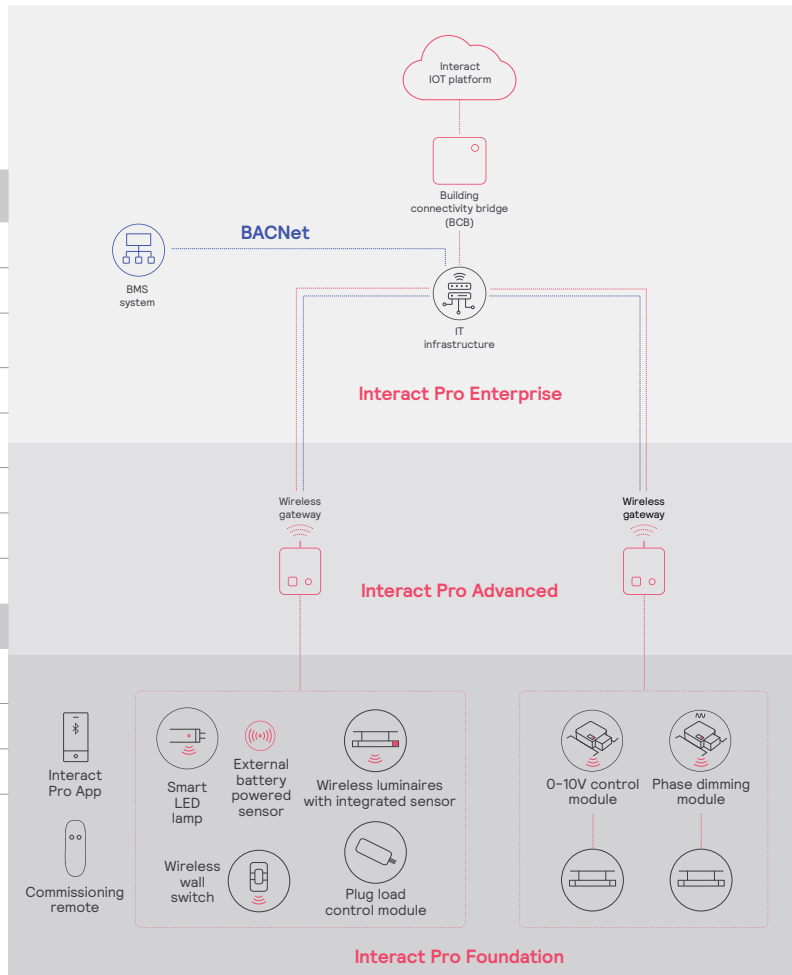 Interact
IOT platform
Building
connectivity bridge
(BCB)
BACNet
BMS
system
IT
infrastructure
Interact Pro Enterprise
Wireless
gateway
Wireless
gateway
Interact Pro Advanced
Interact
Pro App
Smart
LED
lamp
External
battery
powered
sensor
Wireless luminaires
with integrated sensor
0-10V control
module
Phase dimming
module
Commissioning
remote
Wireless
wall
switch
Plug load
control module
Interact Pro Foundation